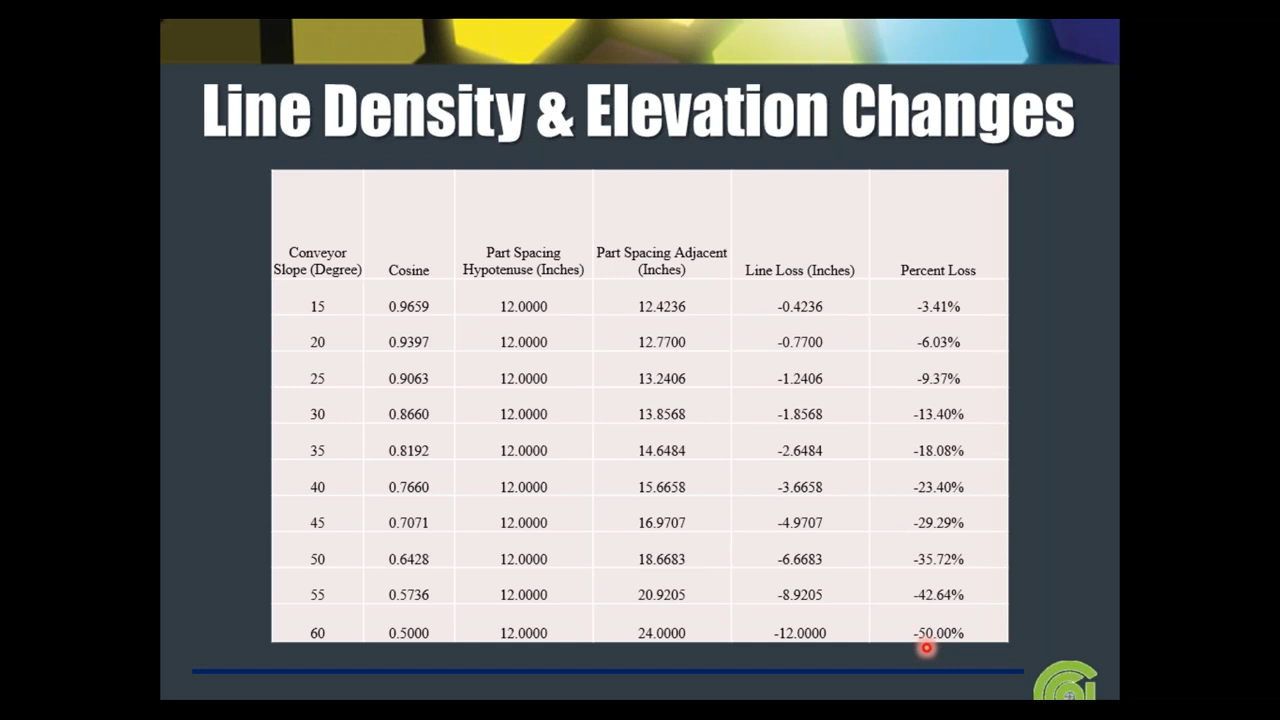 Line Density & Elevation Changes
Conveyor Slope (Degree) Cosine Part Spacing Hypotenuse (Inches) Part Spacing Adjacent (Inches) Line Loss (Inches) Percent Loss
15 0.9659 12.0000 12.4236 -0.4236 -3.41%
20 0.9397 12.0000 12.7700 -0.7700 -6.03%
25 0.9063 12.0000 13.2406 -1.2406 -9.37%
30 0.8660 12.0000 13.8568 -1.8568 -13.40%
35 0.8192 12.0000 14.6484 -2.6484 -18.08%
40 0.7660 12.0000 15.6658 -3.6658 -23.40%
45 0.7071 12.0000 16.9707 -4.9707 -29.29%
50 0.6428 12.0000 18.6683 -6.6683 -35.72%
55 0.5736 12.0000 20.9205 -8.9205 -42.64%
60 0.5000 12.0000 24.0000 -12.0000 -50.00%